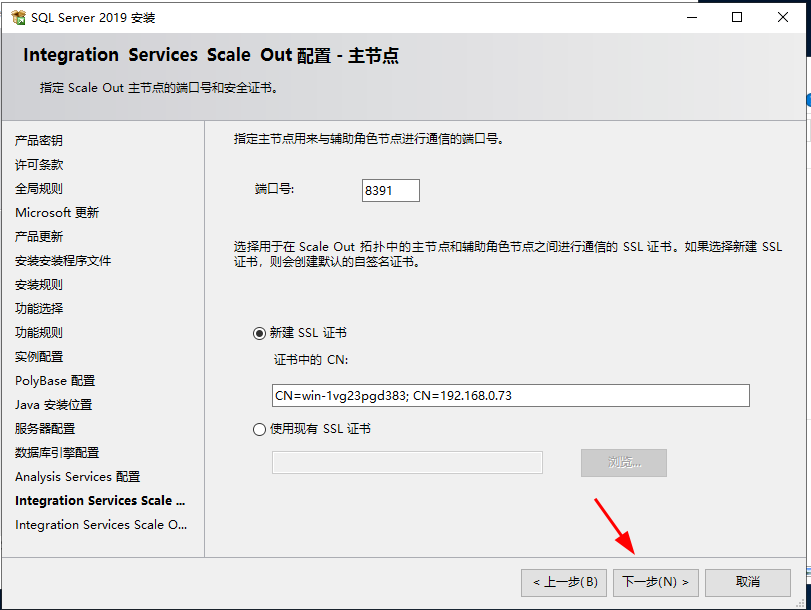 SQL Server 2019 安装
Integration Services Scale Out 配置 - 主节点
指定 Scale Out 主节点的端口号和安全证书。
产品密钥
许可条款
全局规则
Microsoft 更新
产品更新
安装安装程序文件
安装规则
功能选择
功能规则
实例配置
PolyBase 配置
Java 安装位置
服务器配置
数据库引擎配置
Analysis Services 配置
Integration Services Scale ...
Integration Services Scale O...
指定主节点用来与辅助角色节点进行通信的端口号。
端口号:
8391
选择用于在 Scale Out 拓扑中的主节点和辅助角色节点之间进行通信的 SSL 证书。如果选择新建 SSL
证书，则会创建默认的自签名证书。
新建 SSL 证书
证书中的 CN:
CN=win-1vg23pgd383; CN=192.168.0.73
使用现有 SSL 证书
浏览...
< 上一步(B)
下一步(N) >
取消